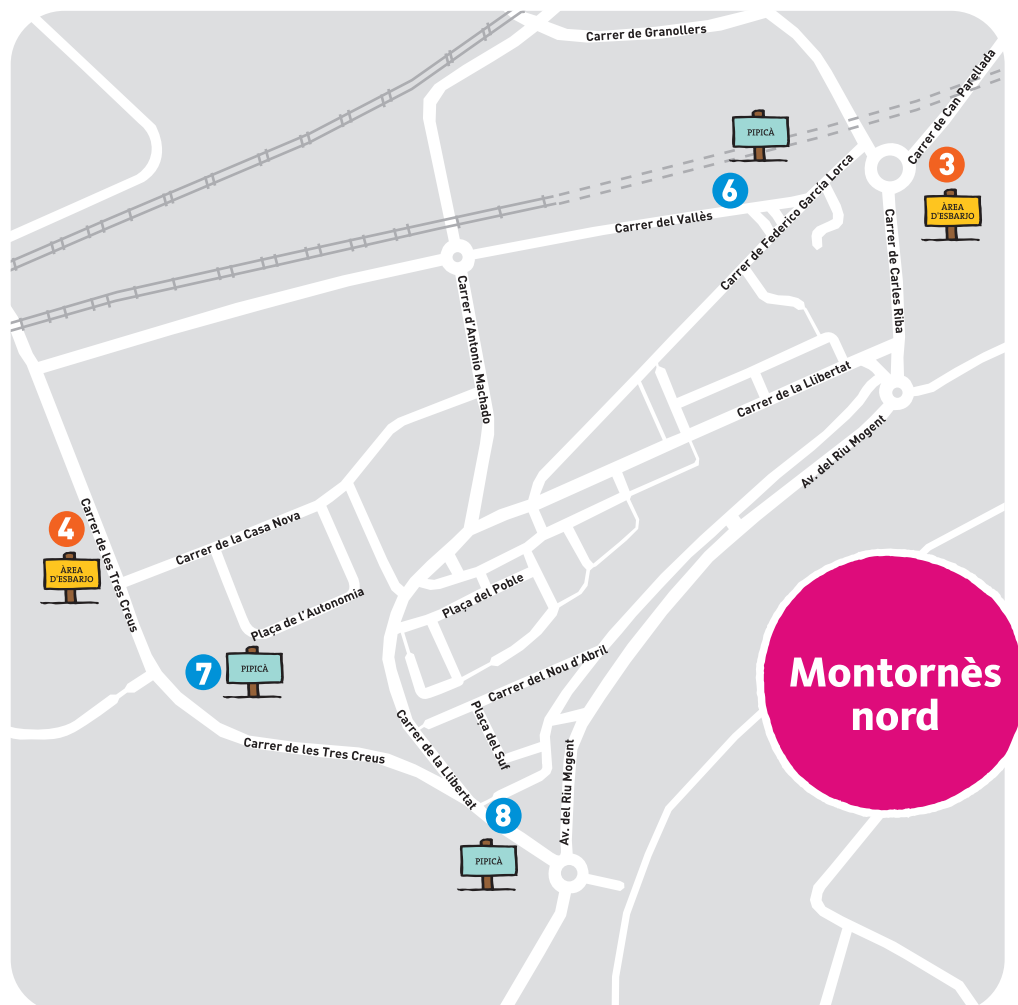 Carrer de Granollers
Carrer de Can Parellada
PIPICÀ
3
6
ÀREA
D'ESBARJO
Carrer de Federico García Lorca
Carrer del Vallès
Carrer de Carles Riba
Carrer d'Antonio Machado
Carrer de la Llibertat
Av. del Riu Mogent
Carrer de les Tres Creus
4
ÀREA
D'ESBARJO
Carrer de la Casa Nova
Plaça del Poble
Plaça de l'Autonomia
7
PIPICÀ
Carrer del Nou d'Abril
Montornès
nord
Plaça del Suf
Carrer de la Llibertat
Carrer de les Tres Creus
Av. del Riu Mogent
8
PIPICÀ